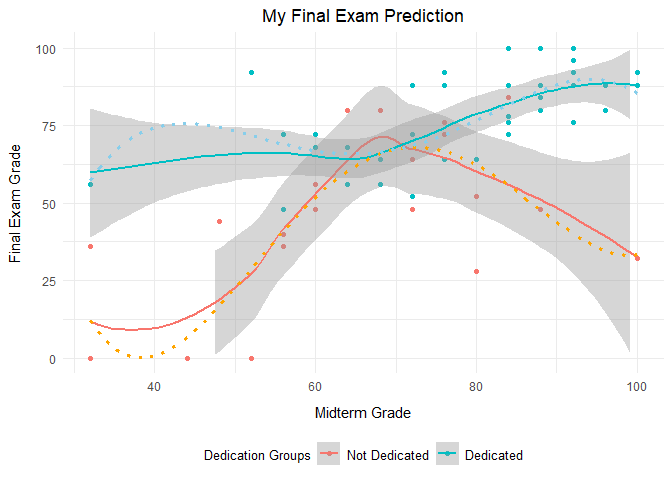 My Final Exam Prediction
100
75
50
25
0
Final Exam Grade
40
60
80
100
Midterm Grade
Dedication Groups Not Dedicated Dedicated